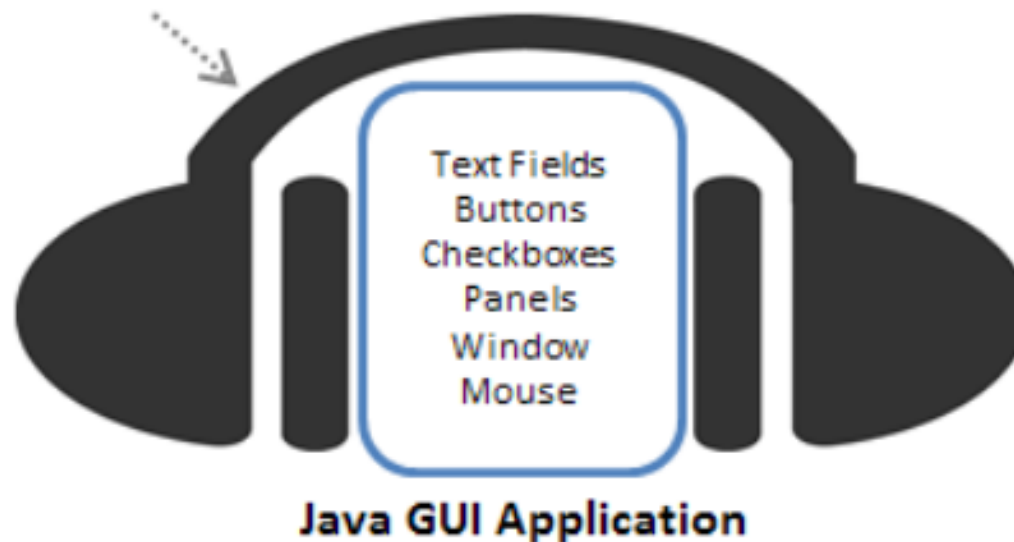 Text Fields
Buttons
Checkboxes
Panels
Window
Mouse
Java GUI Application